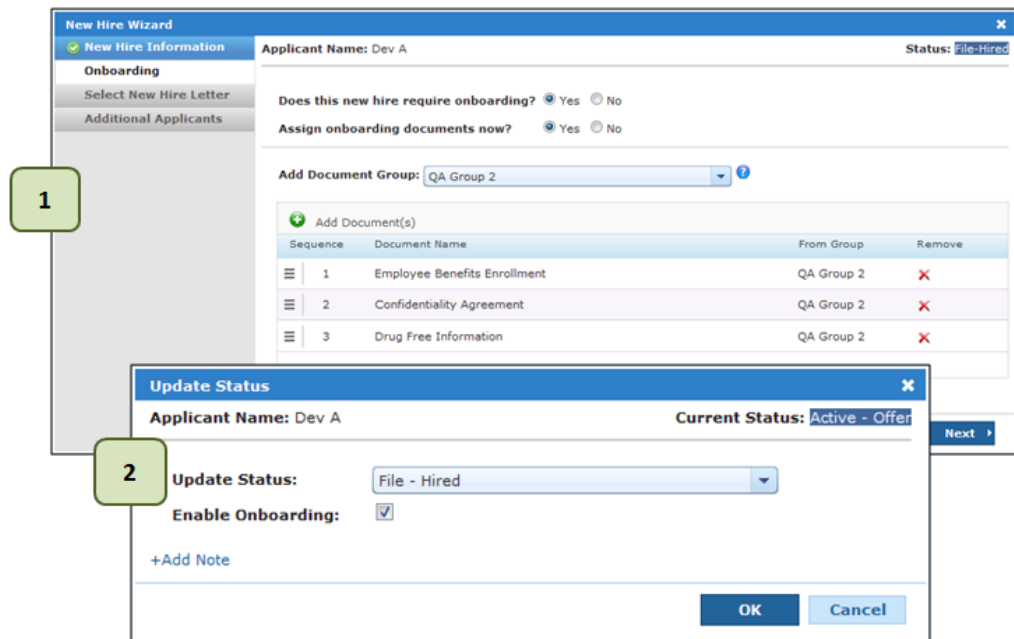 New Hire Wizard
New Hire Information
Applicant Name: Dev A Status: File-Hired
Onboarding
Select New Hire Letter
Additional Applicants
Does this new hire require onboarding? Yes No
Assign onboarding documents now? Yes No
Add Document Group: QA Group 2 ?
1
Add Document(s)
Sequence Document Name From Group Remove
1 Employee Benefits Enrollment QA Group 2
2 Confidentiality Agreement QA Group 2
3 Drug Free Information QA Group 2
Next
Update Status
Applicant Name: Dev A Current Status: Active - Offer
2
Update Status: File - Hired
Enable Onboarding:
+Add Note
OK Cancel